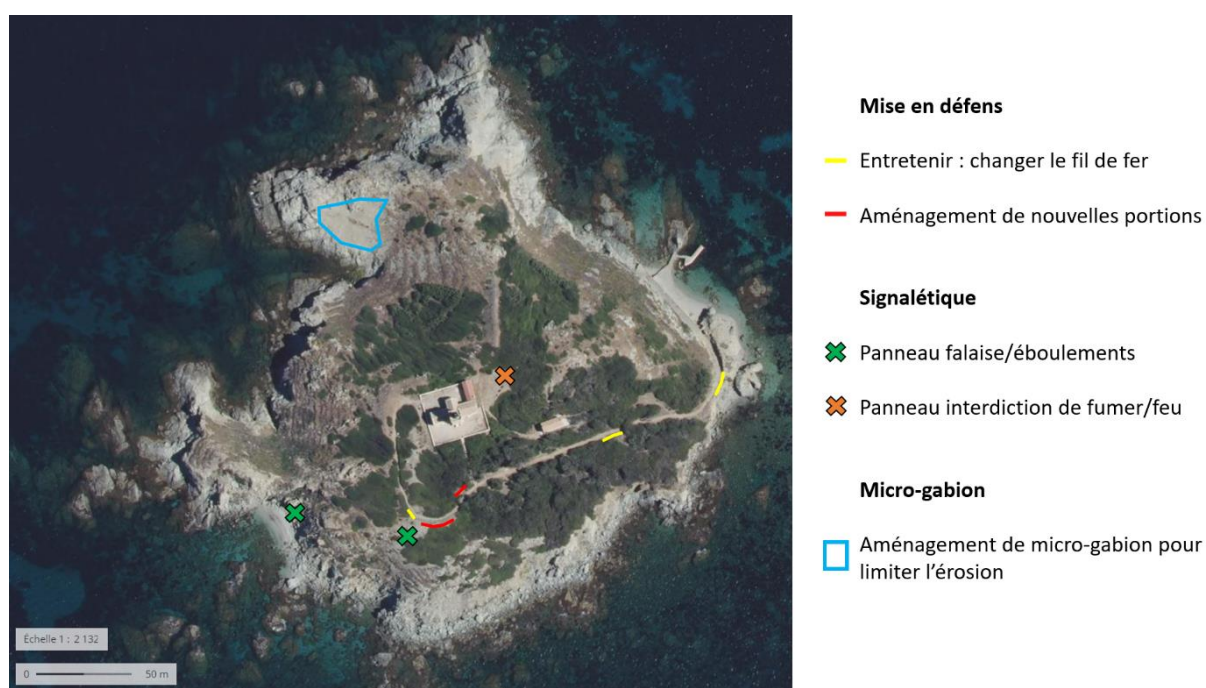 Mise en défens
Entretenir : changer le fil de fer
Aménagement de nouvelles portions
Signalétique
Panneau falaise/éboulements
Panneau interdiction de fumer/feu
Micro-gabion
Aménagement de micro-gabion pour
limiter l'érosion
Échelle 1 : 2 132
0 50 m